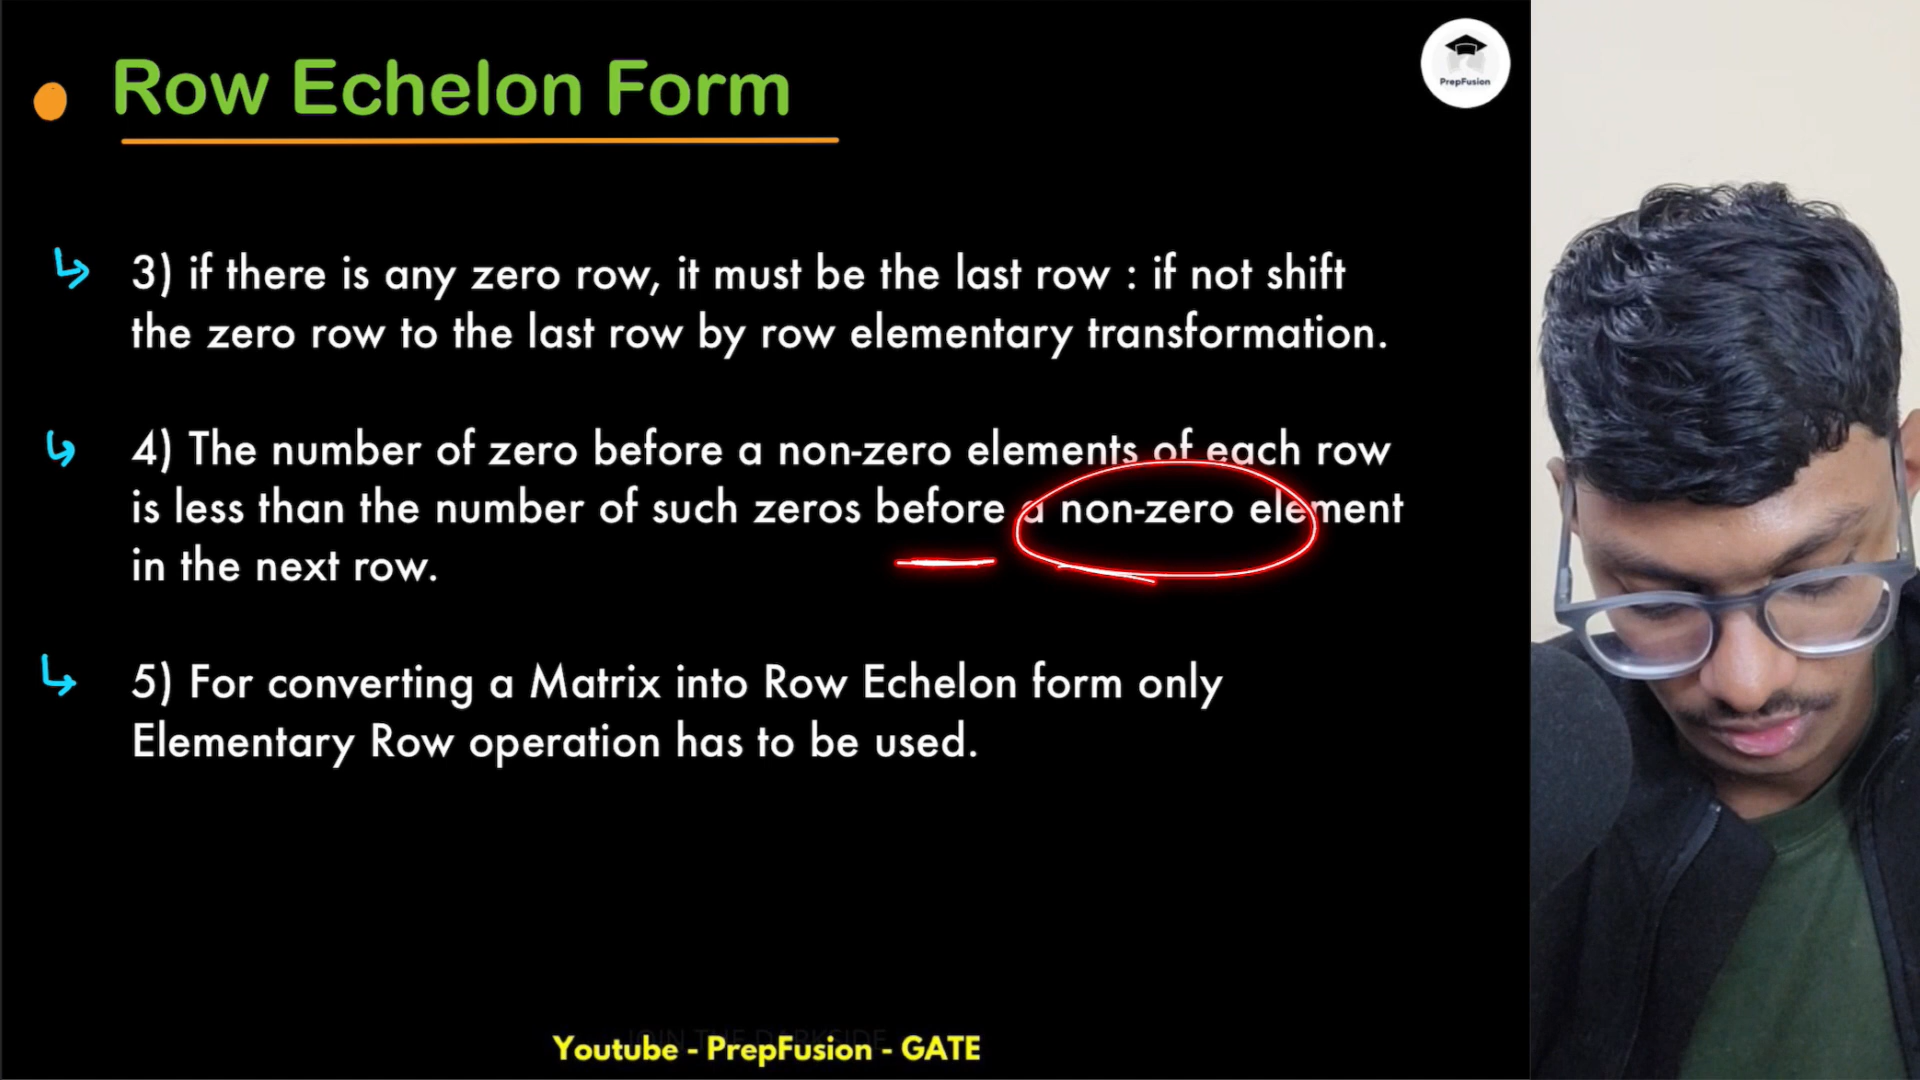 Row Echelon Form
PrepFusion
3) if there is any zero row, it must be the last row : if not shift
the zero row to the last row by row elementary transformation.
4) The number of zero before a non-zero elements of each row
is less than the number of such zeros before a non-zero element
in the next row.
5) For converting a Matrix into Row Echelon form only
Elementary Row operation has to be used.
JOIN THE DARKSIDE
Youtube - PrepFusion - GATE